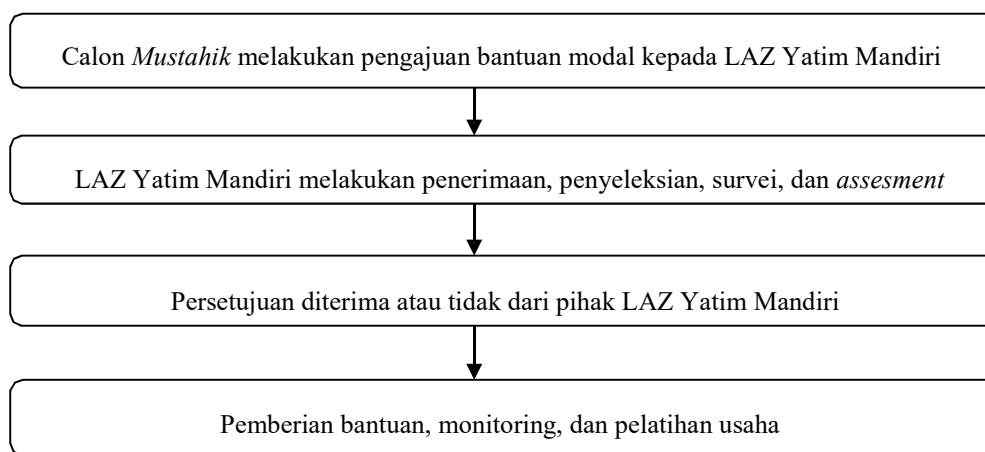 Calon Mustahik melakukan pengajuan bantuan modal kepada LAZ Yatim Mandiri
LAZ Yatim Mandiri melakukan penerimaan, penyeleksian, survei, dan assesment
Persetujuan diterima atau tidak dari pihak LAZ Yatim Mandiri
Pemberian bantuan, monitoring, dan pelatihan usaha